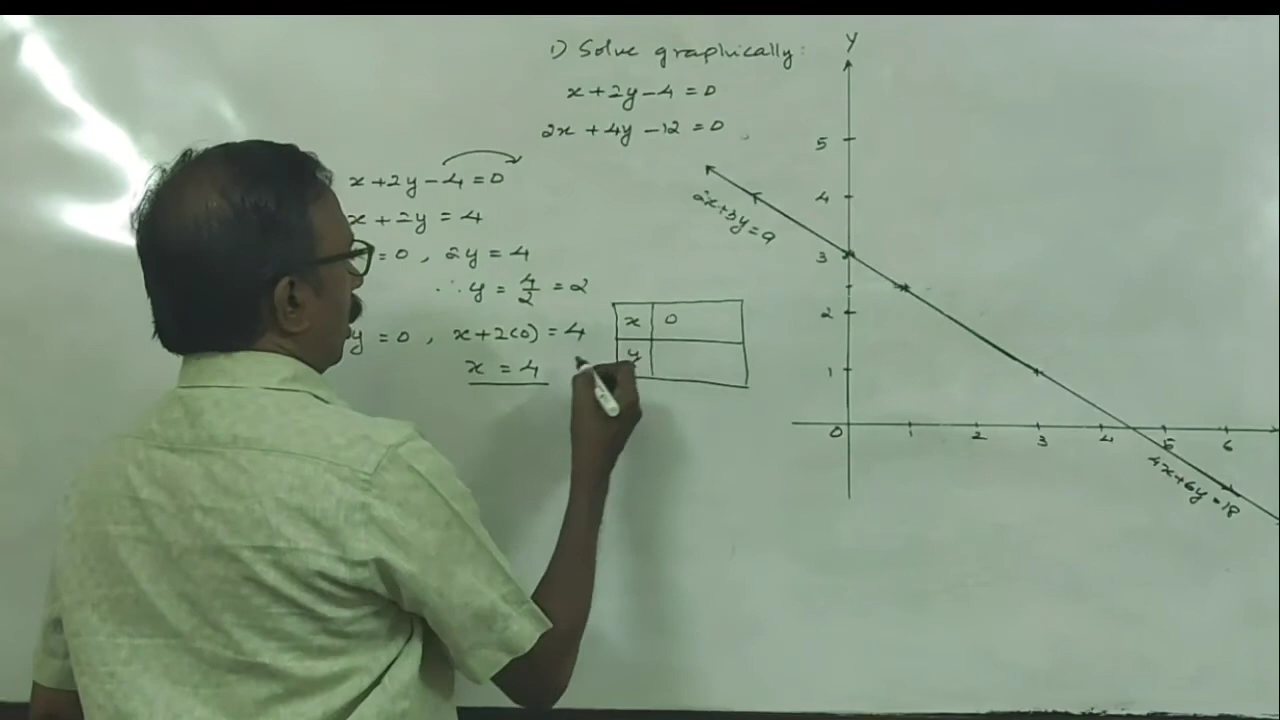 1) Solve graphically:
x+2y-4=0
2x+4y-12=0
x+2y-4=0
x+2y=4
=0, 2y=4
∴y=4/2=2
y=0, x+2(0)=4
x=4
x 0
y
Y
5
4
3
2
1
0 1 2 3 4 5 6
2x+3y=9
4x+6y=18